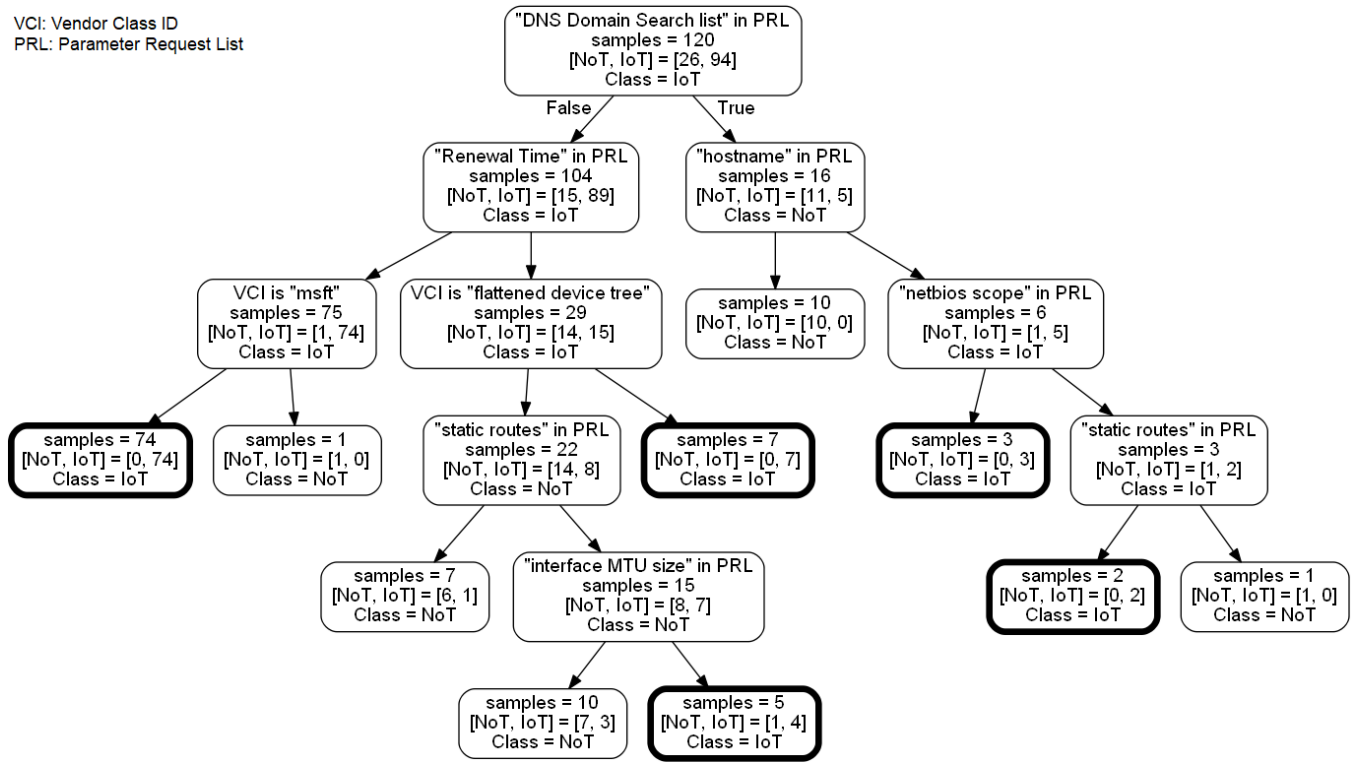 VCI: Vendor Class ID
PRL: Parameter Request List
"DNS Domain Search list" in PRL
samples = 120
[NoT, IoT] = [26, 94]
Class = IoT
False
True
"Renewal Time" in PRL
samples = 104
[NoT, IoT] = [15, 89]
Class = IoT
"hostname" in PRL
samples = 16
[NoT, IoT] = [11, 5]
Class = NoT
VCI is "msft"
samples = 75
[NoT, IoT] = [1, 74]
Class = IoT
VCI is "flattened device tree"
samples = 29
[NoT, IoT] = [14, 15]
Class = IoT
samples = 10
[NoT, IoT] = [10, 0]
Class = NoT
"netbios scope" in PRL
samples = 6
[NoT, IoT] = [1, 5]
Class = IoT
samples = 74
[NoT, IoT] = [0, 74]
Class = IoT
samples = 1
[NoT, IoT] = [1, 0]
Class = NoT
"static routes" in PRL
samples = 22
[NoT, IoT] = [14, 8]
Class = NoT
samples = 7
[NoT, IoT] = [0, 7]
Class = IoT
samples = 3
[NoT, IoT] = [0, 3]
Class = IoT
"static routes" in PRL
samples = 3
[NoT, IoT] = [1, 2]
Class = IoT
samples = 7
[NoT, IoT] = [6, 1]
Class = NoT
"interface MTU size" in PRL
samples = 15
[NoT, IoT] = [8, 7]
Class = NoT
samples = 2
[NoT, IoT] = [0, 2]
Class = IoT
samples = 1
[NoT, IoT] = [1, 0]
Class = NoT
samples = 10
[NoT, IoT] = [7, 3]
Class = NoT
samples = 5
[NoT, IoT] = [1, 4]
Class = IoT